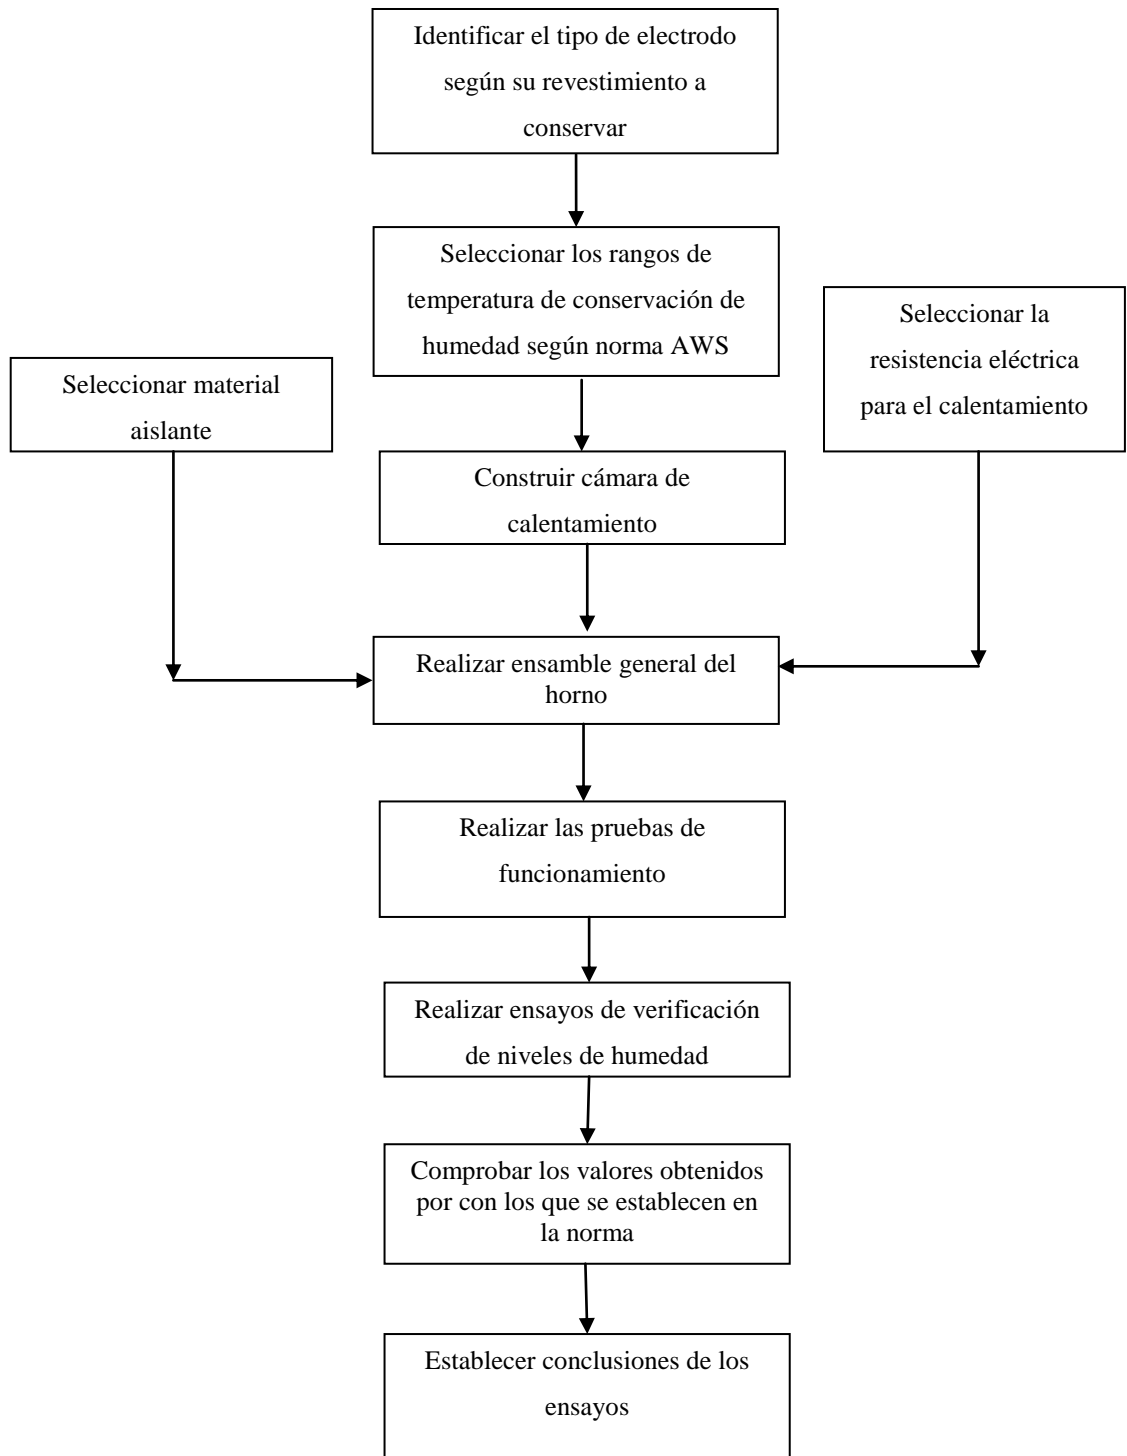 Identificar el tipo de electrodo
según su revestimiento a
conservar
Seleccionar los rangos de
temperatura de conservación de
humedad según norma AWS
Seleccionar la
resistencia eléctrica
para el calentamiento
Seleccionar material
aislante
Construir cámara de
calentamiento
Realizar ensamble general del
horno
Realizar las pruebas de
funcionamiento
Realizar ensayos de verificación
de niveles de humedad
Comprobar los valores obtenidos
por con los que se establecen en
la norma
Establecer conclusiones de los
ensayos